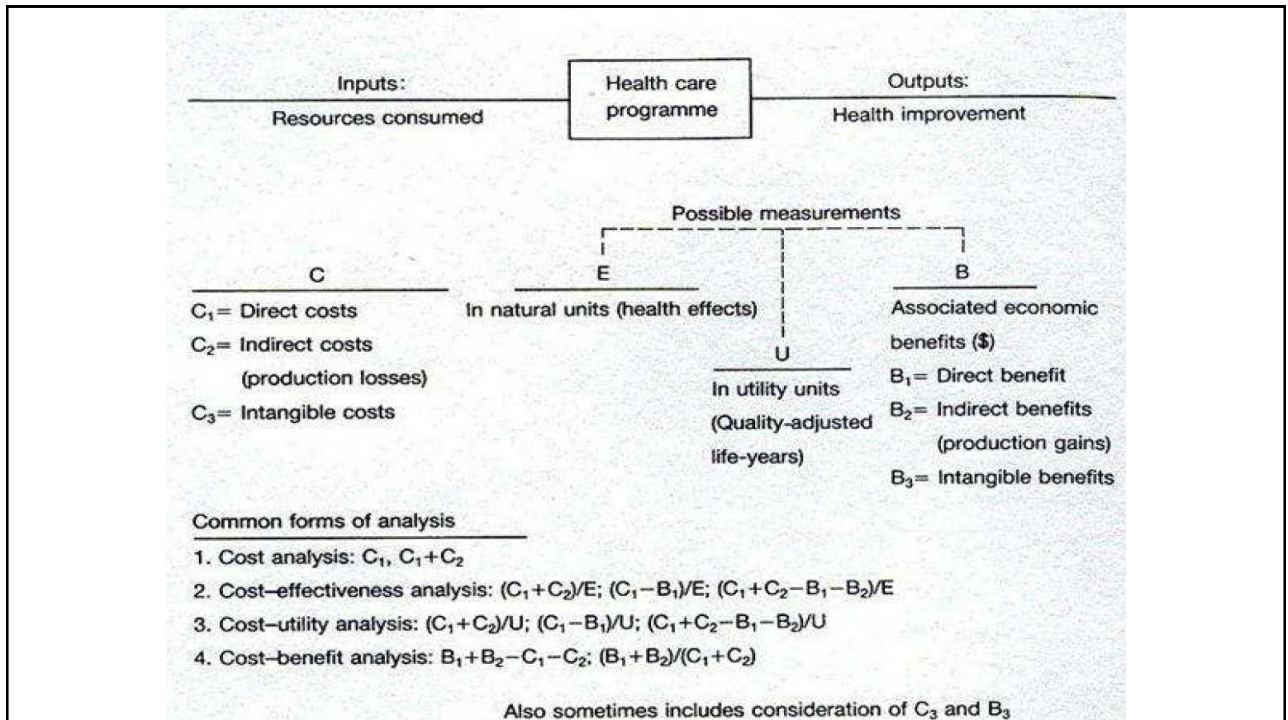 Inputs:
Resources consumed
Health care
programme
Outputs:
Health improvement
Possible measurements
C
C₁= Direct costs
C₂= Indirect costs
(production losses)
C₃= Intangible costs
E
In natural units (health effects)
U
In utility units
(Quality-adjusted
life-years)
B
Associated economic
benefits ($)
B₁= Direct benefit
B₂= Indirect benefits
(production gains)
B₃= Intangible benefits
Common forms of analysis
1. Cost analysis: C₁, C₁+C₂
2. Cost–effectiveness analysis: (C₁+C₂)/E; (C₁−B₁)/E; (C₁+C₂−B₁−B₂)/E
3. Cost–utility analysis: (C₁+C₂)/U; (C₁−B₁)/U; (C₁+C₂−B₁−B₂)/U
4. Cost–benefit analysis: B₁+B₂−C₁−C₂; (B₁+B₂)/(C₁+C₂)
Also sometimes includes consideration of C₃ and B₃